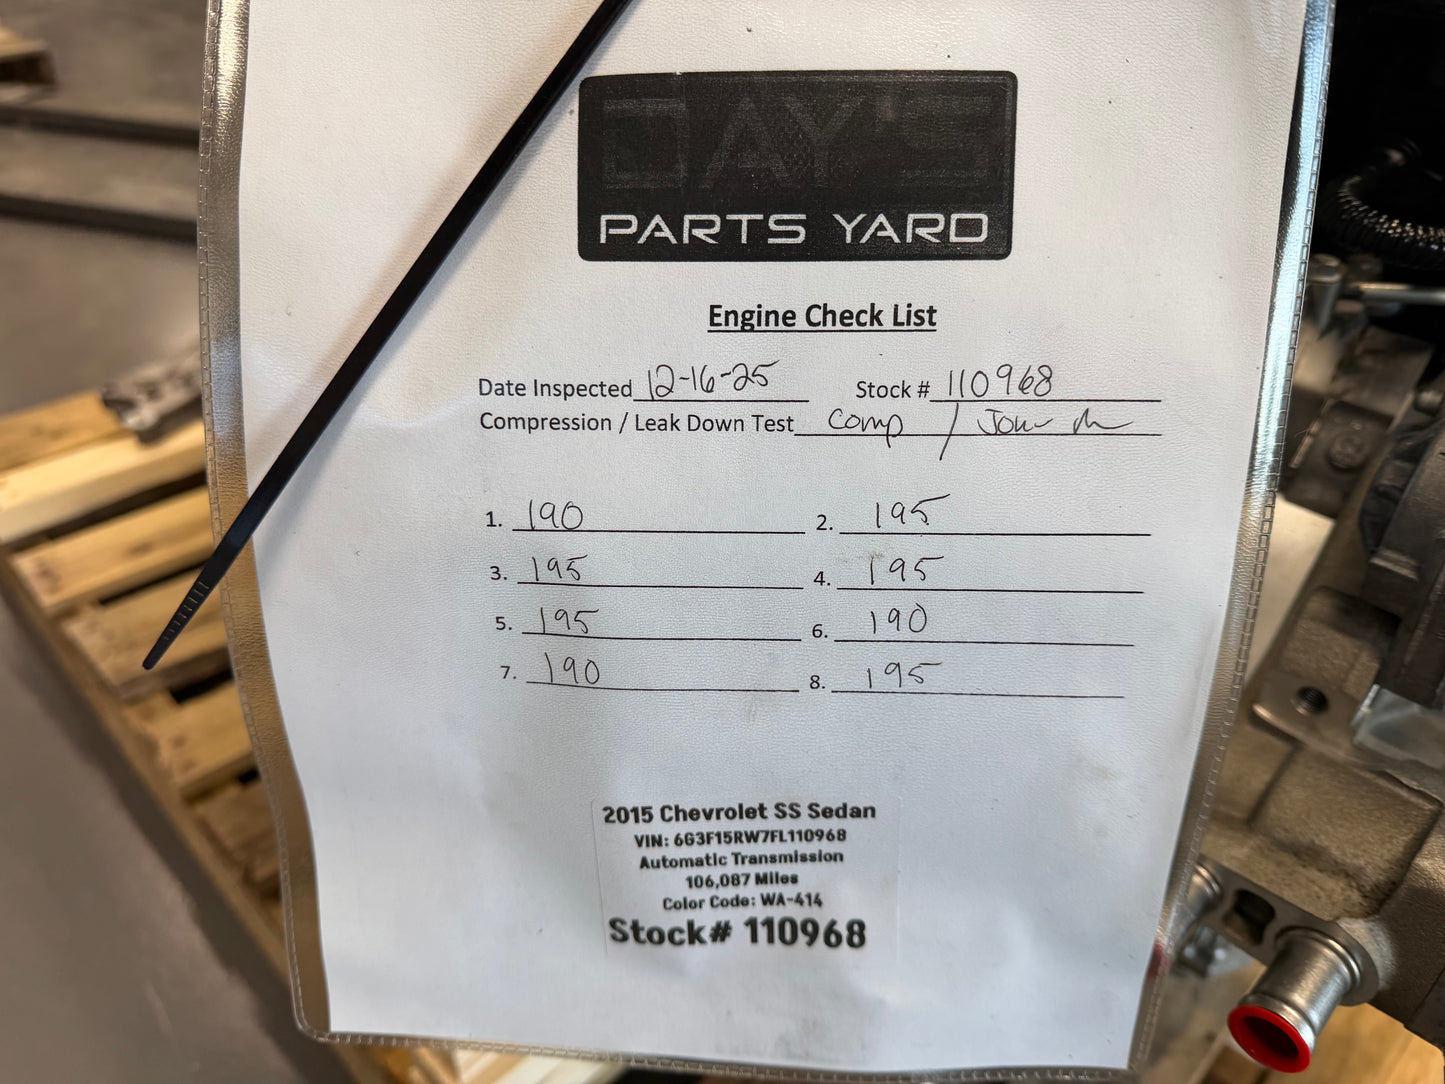 JAY'S
PARTS YARD
Engine Check List
Date Inspected 12-16-25 Stock # 110968
Compression / Leak Down Test Comp /
1. 190 2. 195
3. 195 4. 195
5. 195 6. 190
7. 190 8. 195
2015 Chevrolet SS Sedan
VIN: 6G3F15RW7FL110968
Automatic Transmission
106,087 Miles
Color Code: WA-414
Stock# 110968